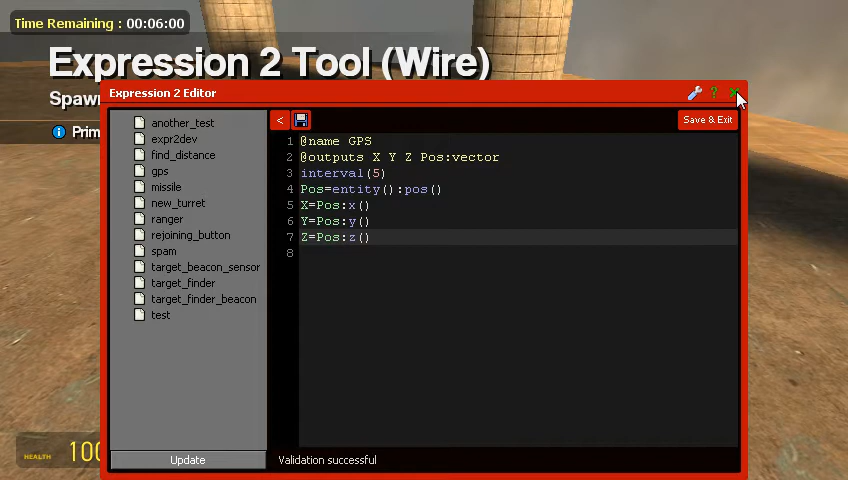 Time Remaining : 00:06:00
Expression 2 Tool (Wire)
Spawn
Prim
Expression 2 Editor
?
another_test
expr2dev
find_distance
gps
missile
new_turret
ranger
rejoining_button
spam
target_beacon_sensor
target_finder
target_finder_beacon
test
Update
<
Save & Exit
1 @name GPS
2 @outputs X Y Z Pos:vector
3 interval(5)
4 Pos=entity():pos()
5 X=Pos:x()
6 Y=Pos:y()
7 Z=Pos:z()
8
Validation successful
HEALTH 100